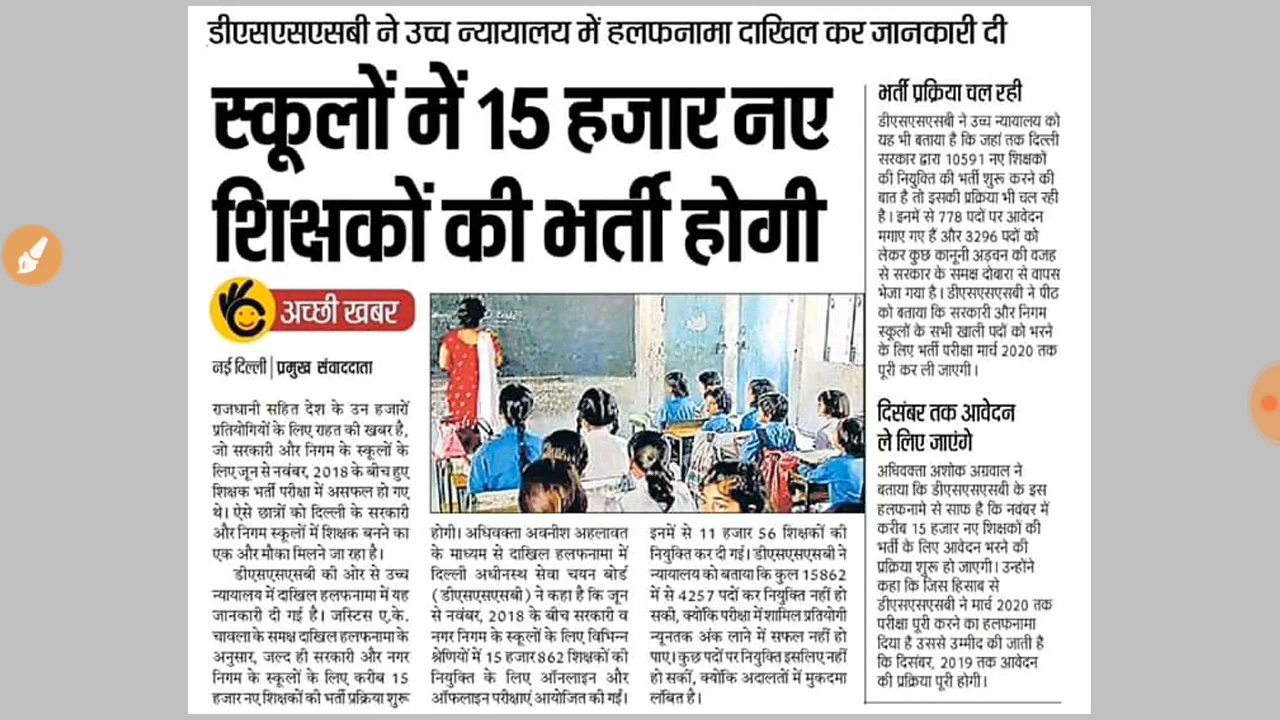 डीएसएसएसबी ने उच्च न्यायालय में हलफनामा दाखिल कर जानकारी दी
स्कूलों में 15 हजार नए
शिक्षकों की भर्ती होगी
अच्छी खबर
नई दिल्ली | प्रमुख संवाददाता
राजधानी सहित देश के उन हजारों
प्रतियोगियों के लिए राहत की खबर है,
जो सरकारी और निगम के स्कूलों के
लिए जून से नवंबर, 2018 के बीच हुए
शिक्षक भर्ती परीक्षा में असफल हो गए
थे। ऐसे छात्रों को दिल्ली के सरकारी
और निगम स्कूलों में शिक्षक बनने का
एक और मौका मिलने जा रहा है।
डीएसएसएसबी की ओर से उच्च
न्यायालय में दाखिल हलफनामा में यह
जानकारी दी गई है। जस्टिस ए.के.
चावला के समक्ष दाखिल हलफनामा के
अनुसार, जल्द ही सरकारी और नगर
निगम के स्कूलों के लिए करीब 15
हजार नए शिक्षकों की भर्ती प्रक्रिया शुरू
होगी। अधिवक्ता अवनीश अहलावत
के माध्यम से दाखिल हलफनामा में
दिल्ली अधीनस्थ सेवा चयन बोर्ड
(डीएसएसएसबी) ने कहा है कि जून
से नवंबर, 2018 के बीच सरकारी व
नगर निगम के स्कूलों के लिए विभिन्न
श्रेणियों में 15 हजार 862 शिक्षकों की
नियुक्ति के लिए ऑनलाइन और
ऑफलाइन परीक्षाएं आयोजित की गईं।
इनमें से 11 हजार 56 शिक्षकों की
नियुक्ति कर दी गई। डीएसएसएसबी ने
न्यायालय को बताया कि कुल 15862
में से 4257 पदों कर नियुक्ति नहीं हो
सकी, क्योंकि परीक्षा में शामिल प्रतियोगी
न्यूनतक अंक लाने में सफल नहीं हो
पाए। कुछ पदों पर नियुक्ति इसलिए नहीं
हो सकीं, क्योंकि अदालतों में मुकदमा
लंबित है।
भर्ती प्रक्रिया चल रही
डीएसएसएसबी ने उच्च न्यायालय को
यह भी बताया है कि जहां तक दिल्ली
सरकार द्वारा 10591 नए शिक्षकों
की नियुक्ति की भर्ती शुरू करने की
बात है तो इसकी प्रक्रिया भी चल रही
है। इनमें से 778 पदों पर आवेदन
मगाए गए हैं और 3296 पदों को
लेकर कुछ कानूनी अड़चन की वजह
से सरकार के समक्ष दोबारा से वापस
भेजा गया है। डीएसएसएसबी ने पीठ
को बताया कि सरकारी और निगम
स्कूलों के सभी खाली पदों को भरने
के लिए भर्ती परीक्षा मार्च 2020 तक
पूरी कर ली जाएगी।
दिसंबर तक आवेदन
ले लिए जाएंगे
अधिवक्ता अशोक अग्रवाल ने
बताया कि डीएसएसएसबी के इस
हलफनामे से साफ है कि नवंबर में
करीब 15 हजार नए शिक्षकों की
भर्ती के लिए आवेदन भरने की
प्रक्रिया शुरू हो जाएगी। उन्होंने
कहा कि जिस हिसाब से
डीएसएसएसबी ने मार्च 2020 तक
परीक्षा पूरी करने का हलफनामा
दिया है उससे उम्मीद की जाती है
कि दिसंबर, 2019 तक आवेदन
की प्रक्रिया पूरी होगी।